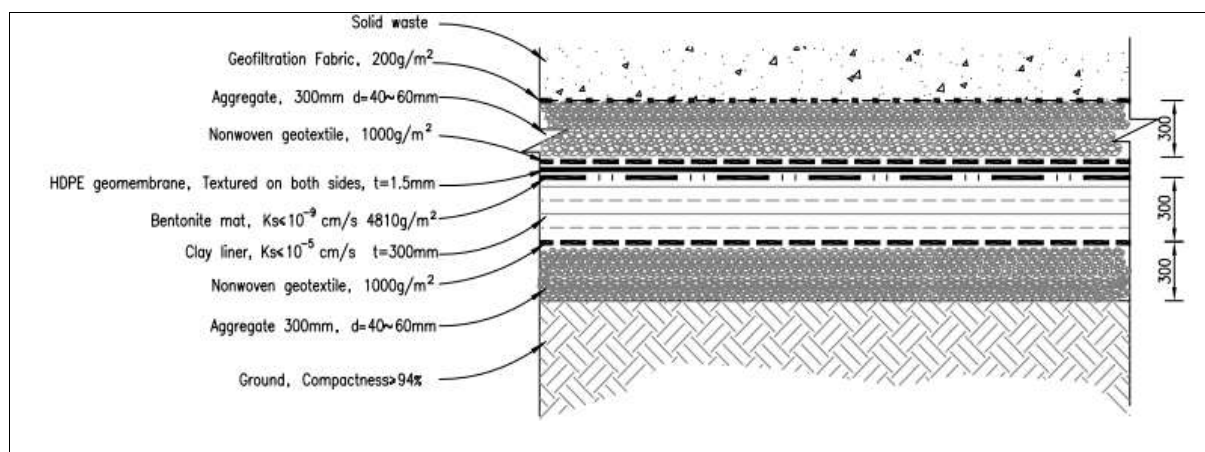 Solid waste
Geofiltration Fabric, 200g/m²
Aggregate, 300mm d=40~60mm
Nonwoven geotextile, 1000g/m²
HDPE geomembrane, Textured on both sides, t=1.5mm
Bentonite mat, Ks≤10⁻⁹ cm/s 4810g/m²
Clay liner, Ks≤10⁻⁵ cm/s t=300mm
Nonwoven geotextile, 1000g/m²
Aggregate 300mm, d=40~60mm
Ground, Compactness>94%
300
300
300